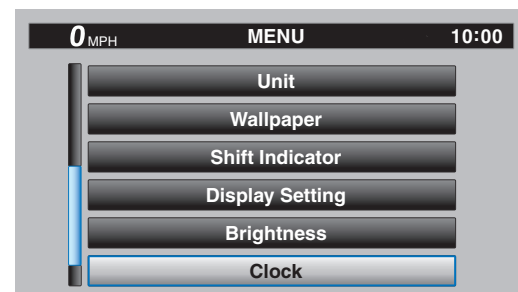 0 MPH MENU 10:00
Unit
Wallpaper
Shift Indicator
Display Setting
Brightness
Clock